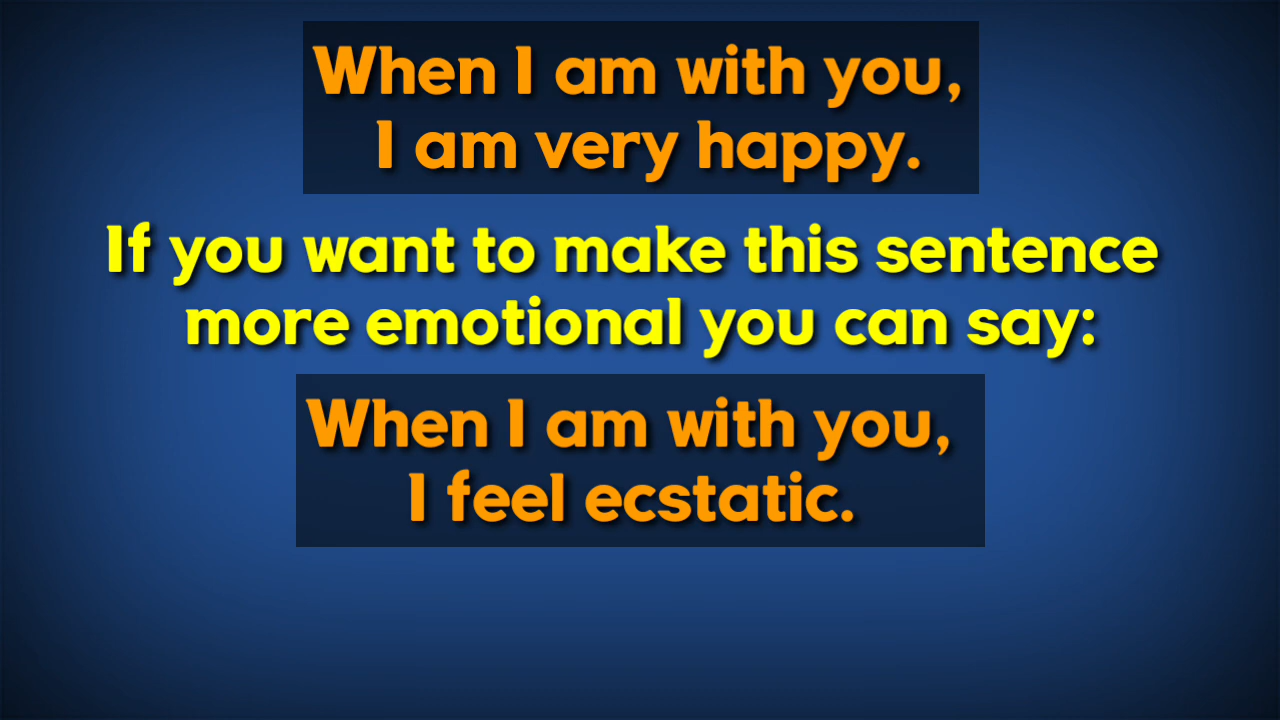 When I am with you,
I am very happy.
If you want to make this sentence
more emotional you can say:
When I am with you,
I feel ecstatic.